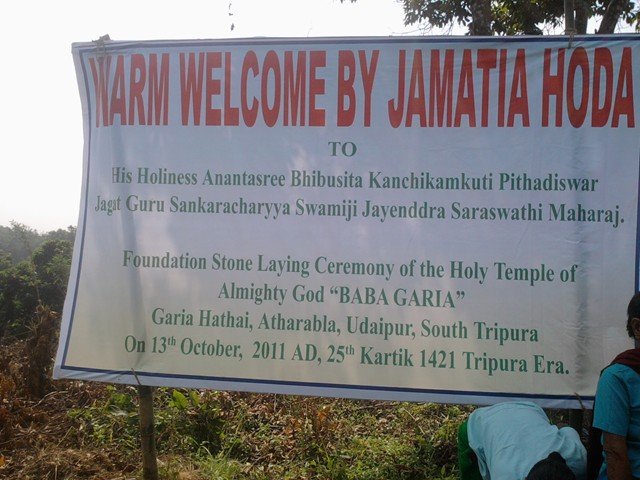 WARM WELCOME BY JAMATIA HODA
TO
His Holiness Anantasree Bhibusita Kanchikamkuti Pithadiswar
Jagat Guru Sankaracharyya Swamiji Jayenddra Saraswathi Maharaj.
Foundation Stone Laying Ceremony of the Holy Temple of
Almighty God “BABA GARIA”
Garia Hathai, Atharabla, Udaipur, South Tripura
On 13th October, 2011 AD, 25th Kartik 1421 Tripura Era.